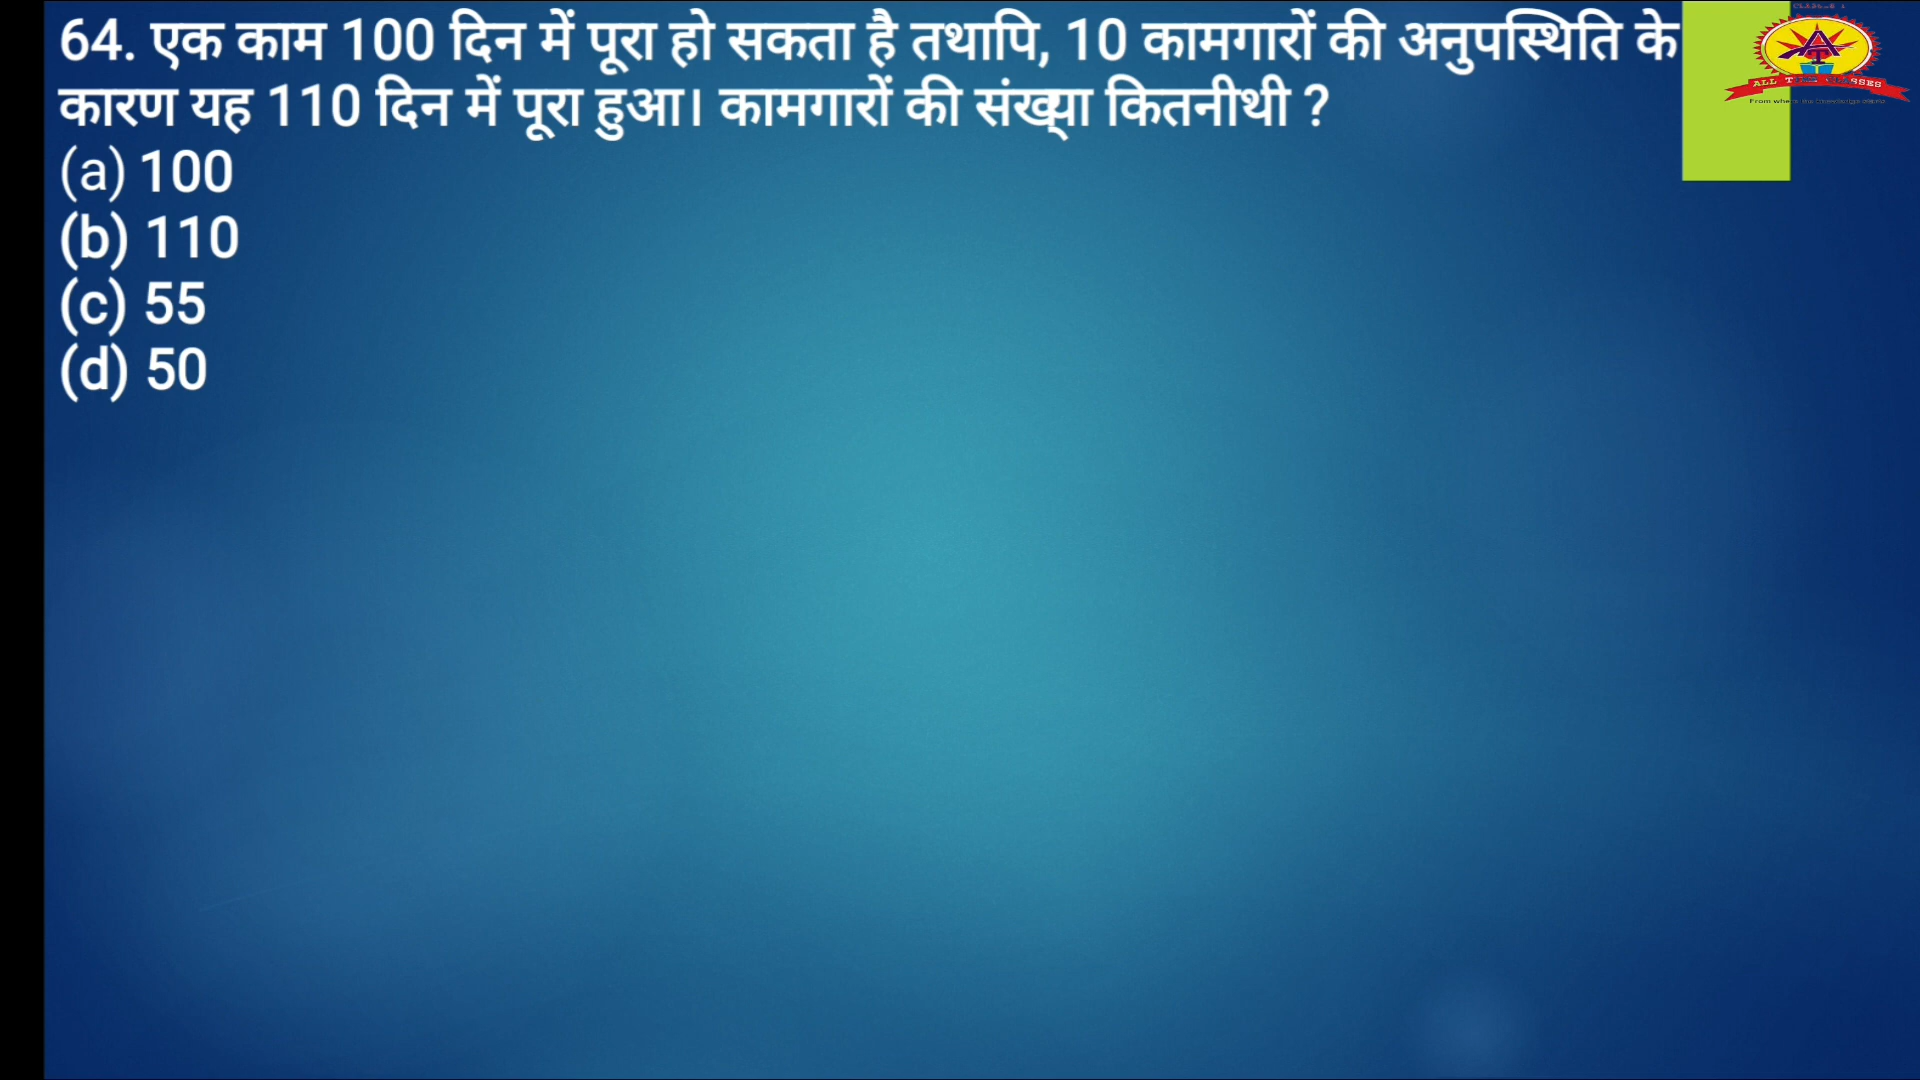 64. एक काम 100 दिन में पूरा हो सकता है तथापि, 10 कामगारों की अनुपस्थिति के
कारण यह 110 दिन में पूरा हुआ। कामगारों की संख्या कितनीथी ?
(a) 100
(b) 110
(c) 55
(d) 50